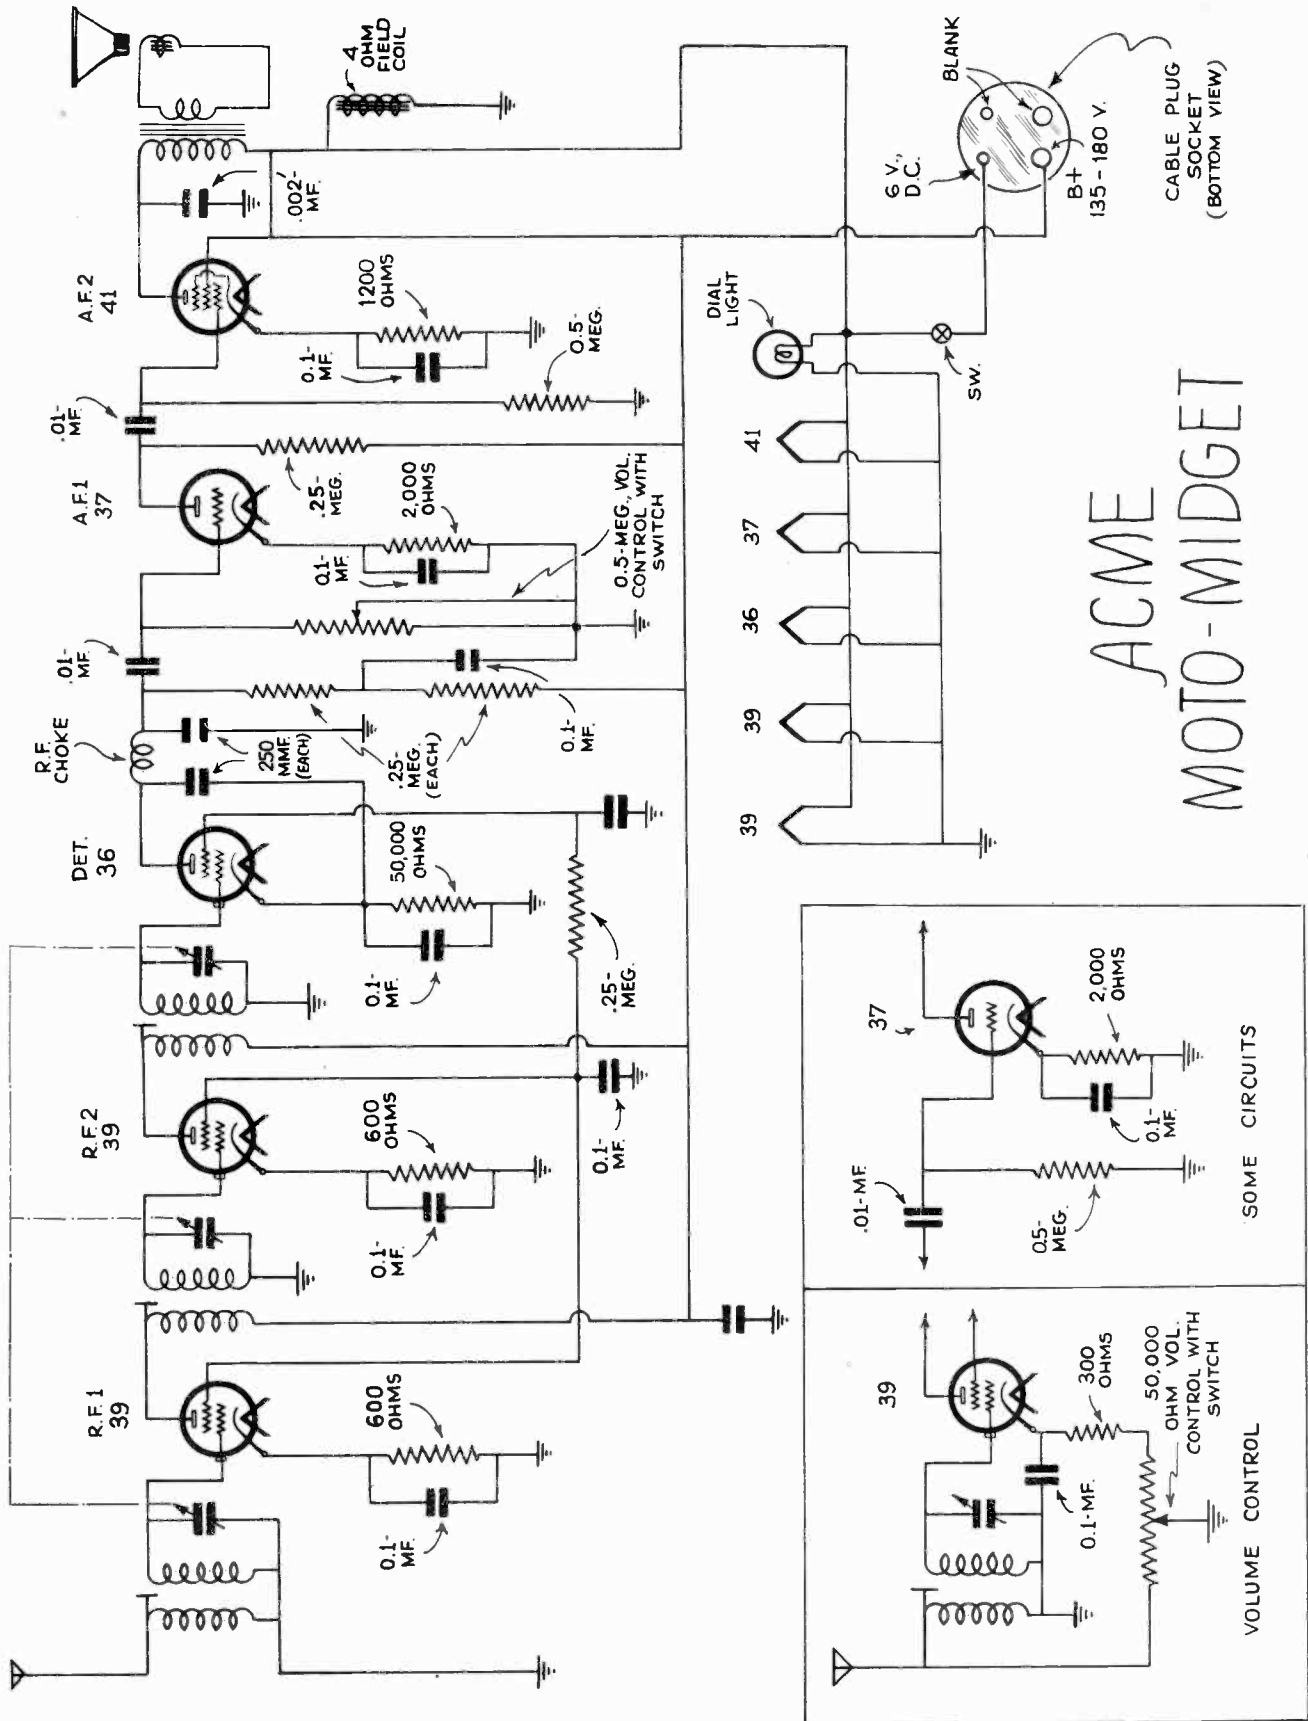 R.F.1
39
R.F.2
39
DET.
36
R.F.
CHOKE
.01-
MF.
A.F.1
37
.01-
MF.
A.F.2
41
600
OHMS
0.1-
MF.
600
OHMS
0.1-
MF.
0.1-
MF.
50,000
OHMS
0.1-
MF.
.25-
MEG.
250
MMF.
(EACH)
.25-
MEG.
(EACH)
0.1-
MF.
0.1-
MF.
2,000
OHMS
0.5-MEG., VOL.
CONTROL WITH
SWITCH
.25-
MEG.
0.1-
MF.
1200
OHMS
0.5-
MEG.
.002-
MF.
4
OHM
FIELD
COIL
39
39
36
37
41
DIAL
LIGHT
SW.
6 V.,
D.C.
BLANK
B+
135-180 V.
CABLE PLUG
SOCKET
(BOTTOM VIEW)
ACME
MOTO-MIDGET
39
300
OHMS
0.1-MF.
50,000
OHM VOL.
CONTROL WITH
SWITCH
VOLUME CONTROL
.01-MF.
37
0.5-
MEG.
2,000
OHMS
0.1-
MF.
SOME CIRCUITS